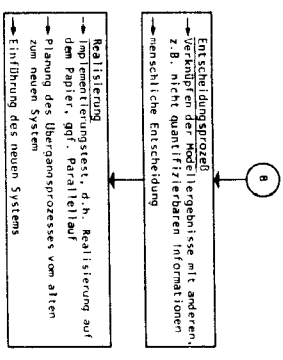 B
Entscheidungsprozeß
Verknüpfen der Modellergebnisse mit anderen,
z.B. nicht quantifizierbaren Informationen
menschliche Entscheidung
Realisierung
Implementierungstest, d.h. Realisierung auf
dem Papier, ggf. Parallellauf
Planung des Übergangsprozesses vom alten
zum neuen System
Einführung des neuen Systems